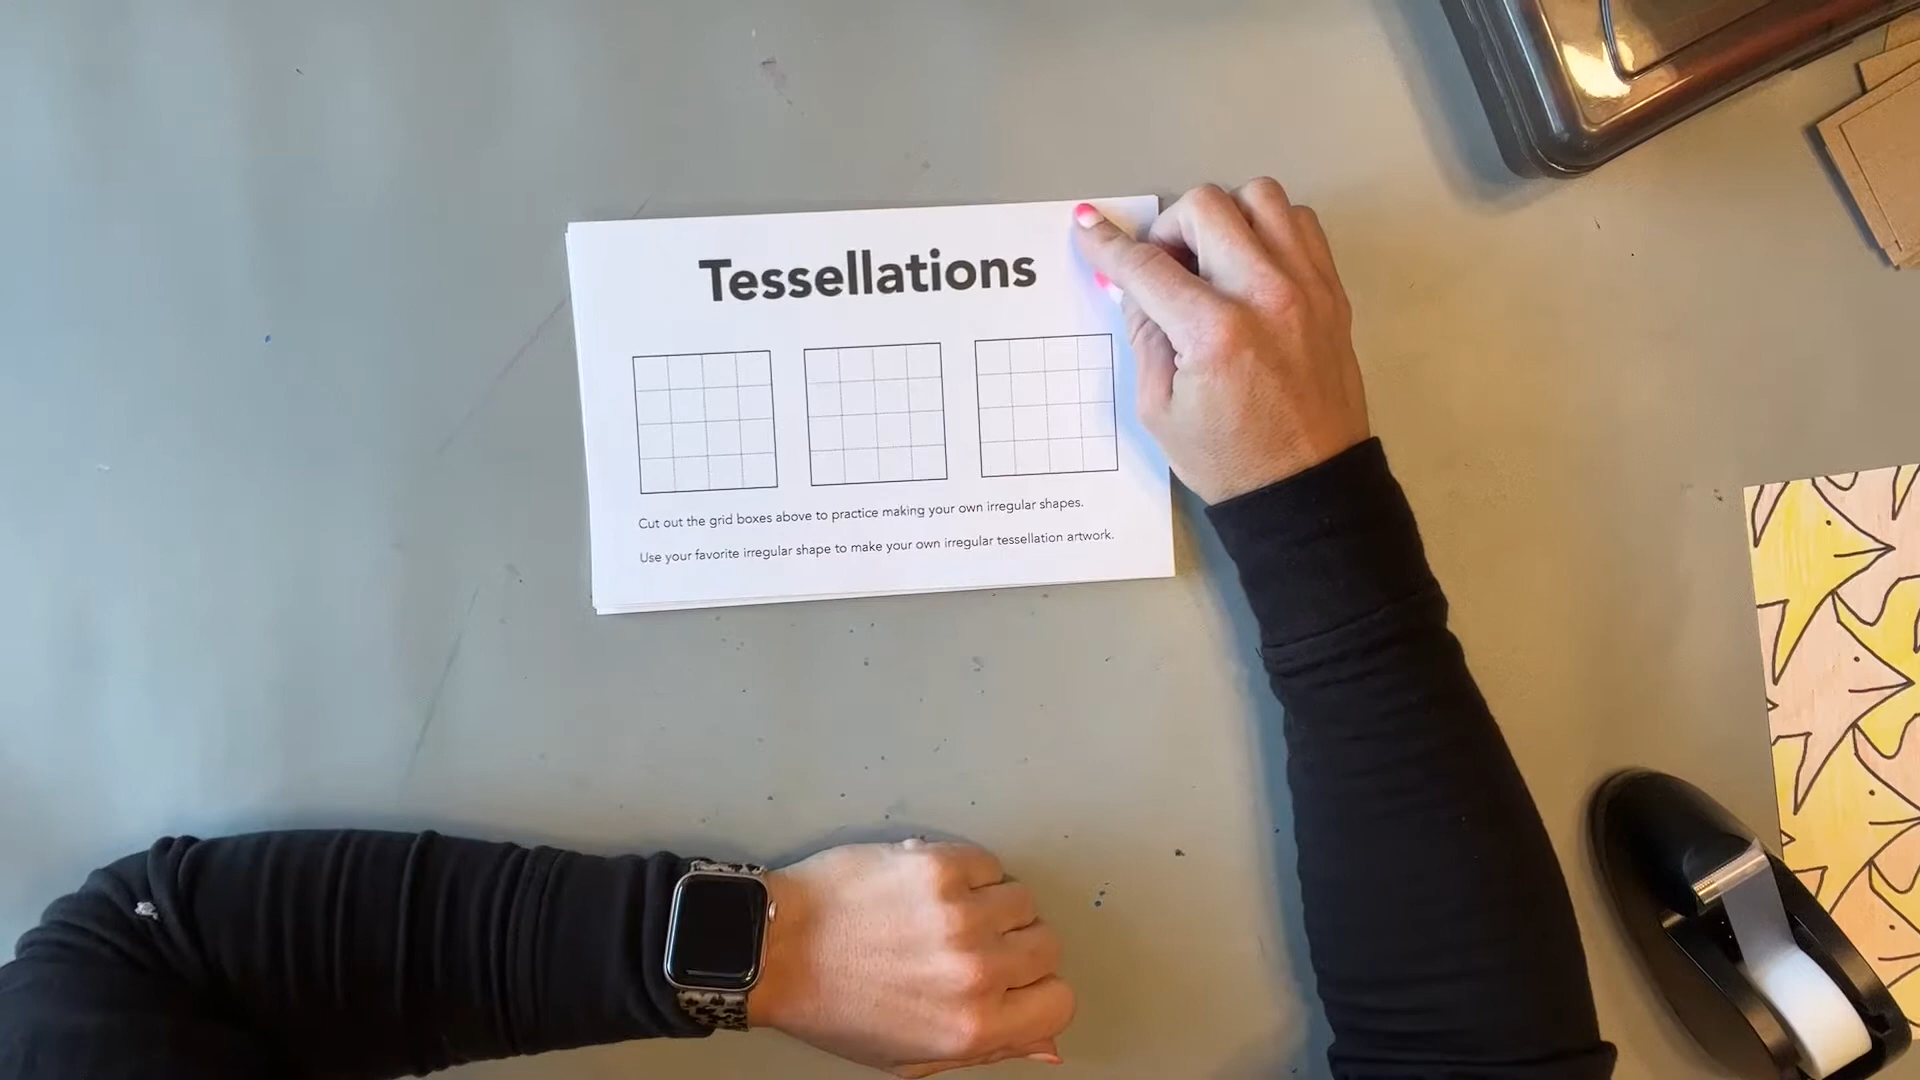 Tessellations
Cut out the grid boxes above to practice making your own irregular shapes.
Use your favorite irregular shape to make your own irregular tessellation artwork.